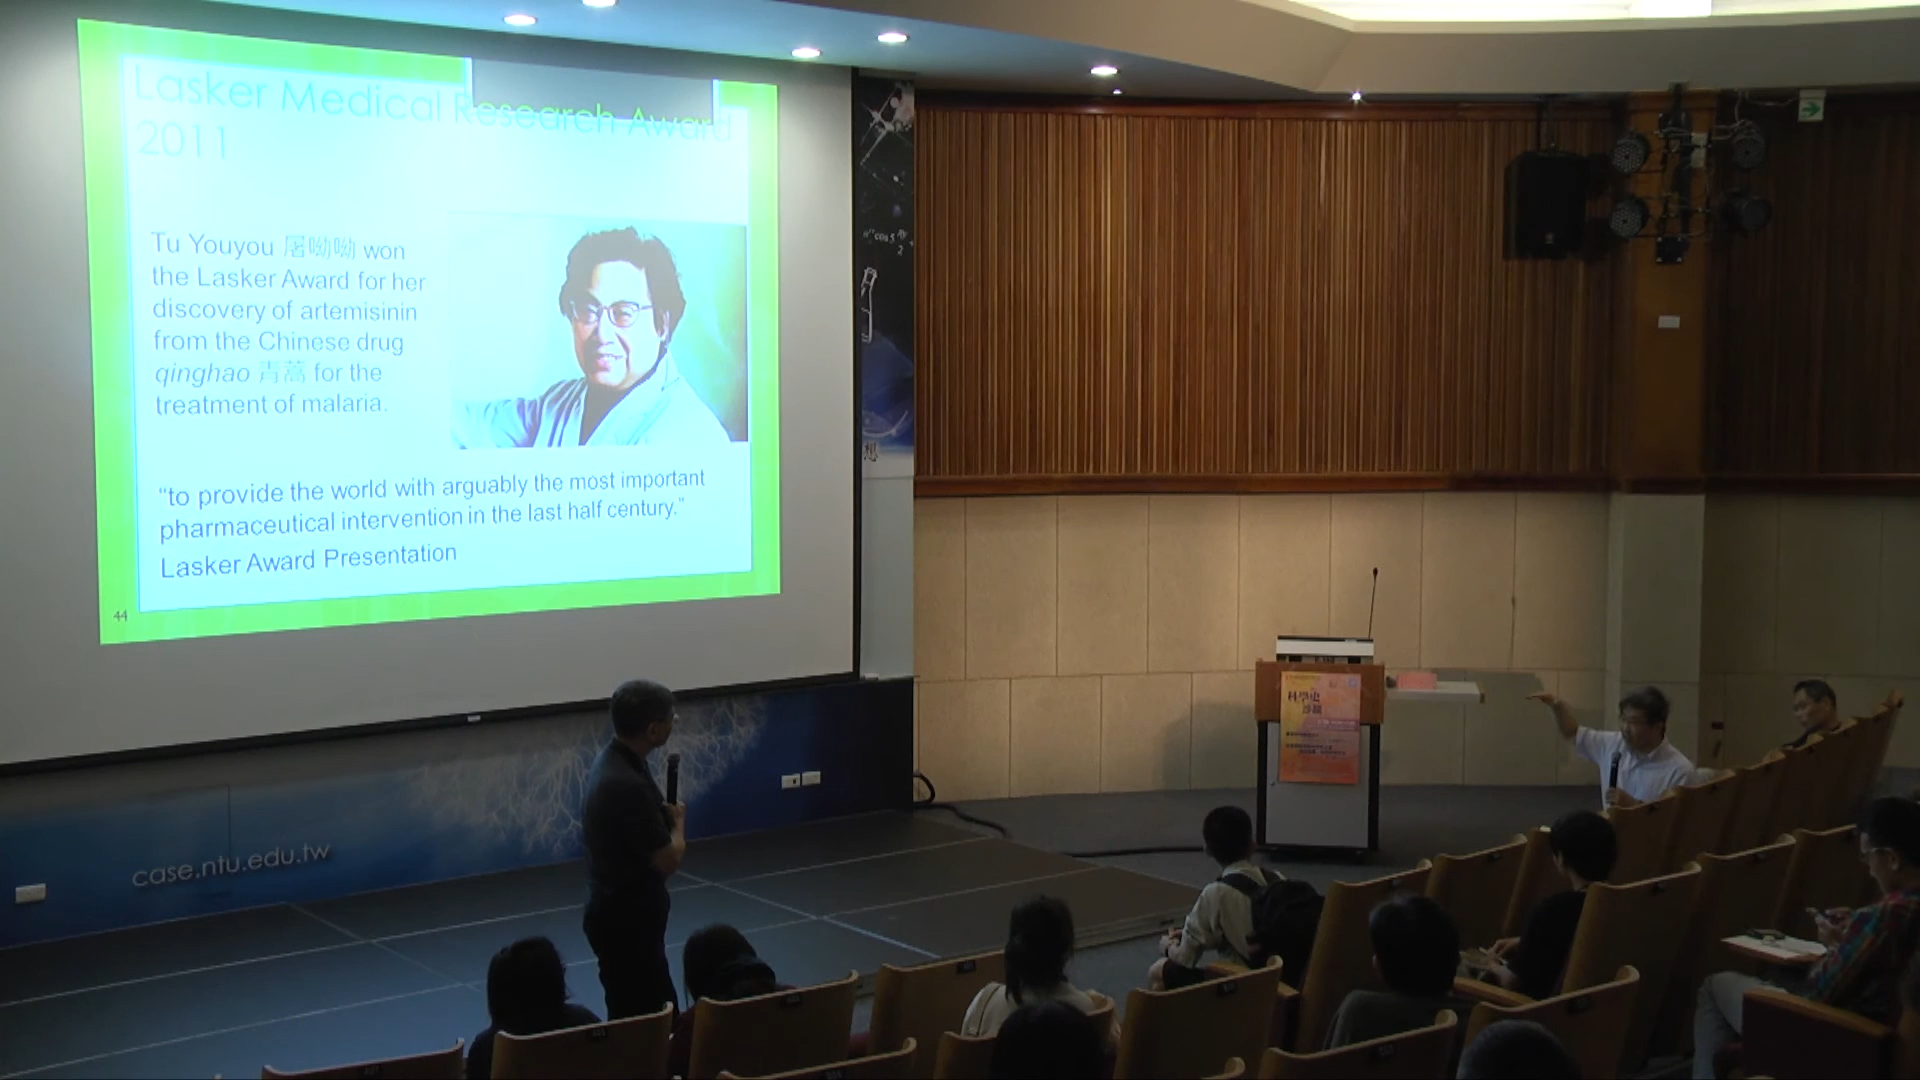 Lasker Medical Research Award
2011
Tu Youyou 屠呦呦 won
the Lasker Award for her
discovery of artemisinin
from the Chinese drug
qinghao 青蒿 for the
treatment of malaria.
“to provide the world with arguably the most important
pharmaceutical intervention in the last half century.”
Lasker Award Presentation
44
case.ntu.edu.tw
科學史
沙龍
想